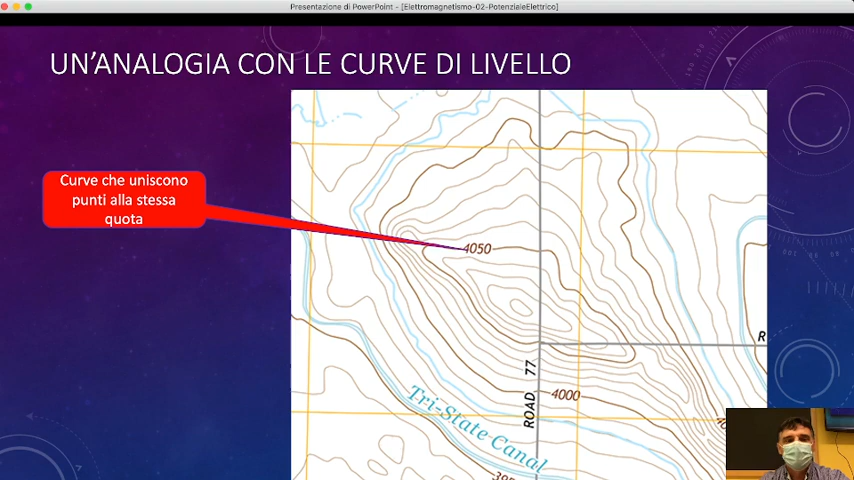 Presentazione di PowerPoint - [Elettromagnetismo-02-PotenzialeElettrico]
UN'ANALOGIA CON LE CURVE DI LIVELLO
Curve che uniscono
punti alla stessa
quota
4050
R
ROAD 77
4000
Tri-State Canal